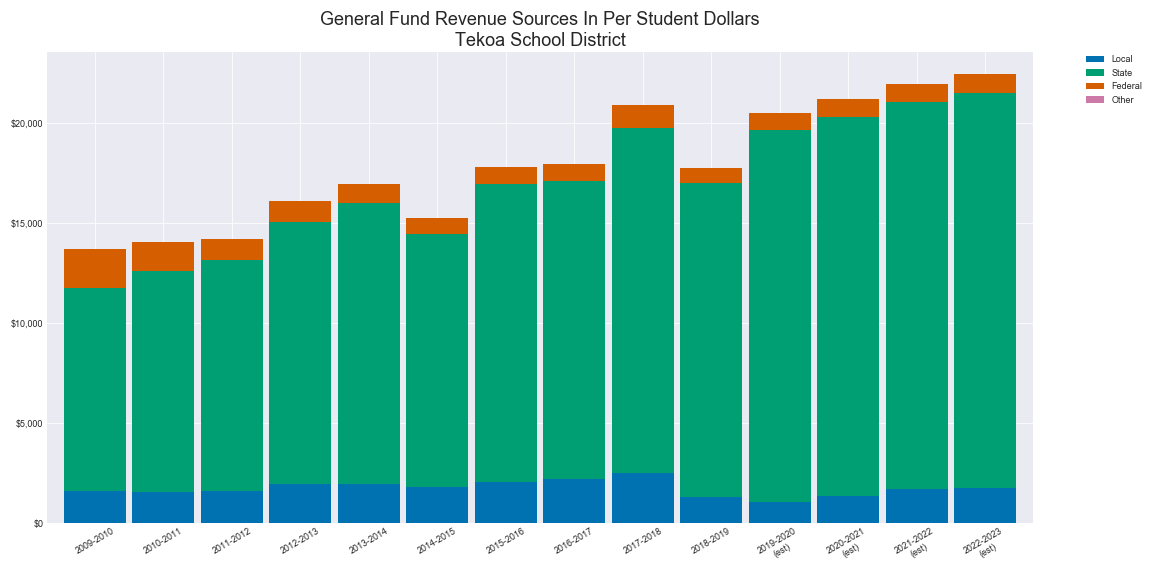 General Fund Revenue Sources In Per Student Dollars
Tekoa School District
Local
State
Federal
Other
$20,000
$15,000
$10,000
$5,000
$0
2009-2010
2010-2011
2011-2012
2012-2013
2013-2014
2014-2015
2015-2016
2016-2017
2017-2018
2018-2019
2019-2020
(est)
2020-2021
(est)
2021-2022
(est)
2022-2023
(est)